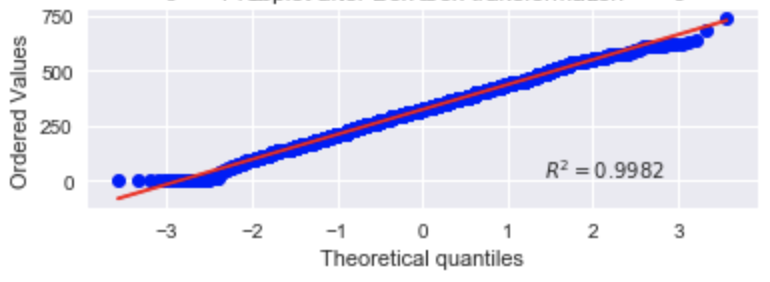 750
500
250
0
Ordered Values
R² = 0.9982
−3 −2 −1 0 1 2 3
Theoretical quantiles